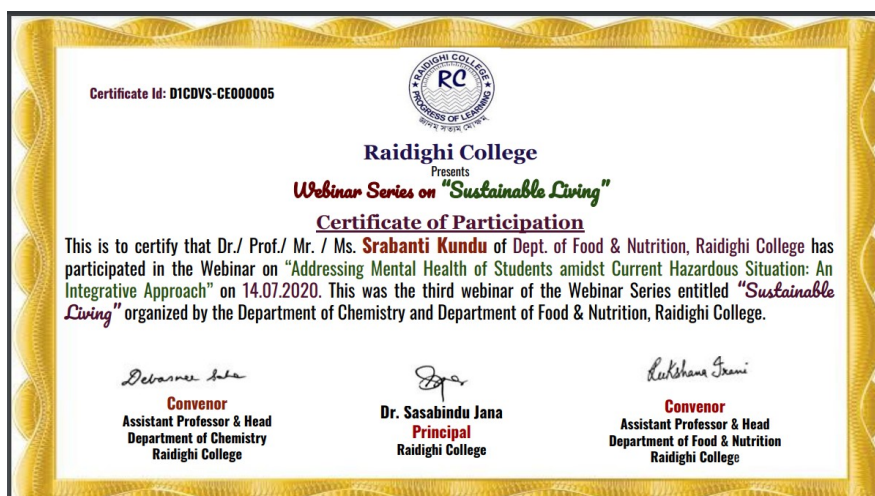 Certificate Id: D1CDVS-CE000005
RAIDIGHI COLLEGE
RC
PROGRESS OF LEARNING
জ্ঞানম্ সত্যম্ মোক্ষম্
Raidighi College
Presents
Webinar Series on "Sustainable Living"
Certificate of Participation
This is to certify that Dr./ Prof./ Mr. / Ms. Srabanti Kundu of Dept. of Food & Nutrition, Raidighi College has
participated in the Webinar on "Addressing Mental Health of Students amidst Current Hazardous Situation: An
Integrative Approach" on 14.07.2020. This was the third webinar of the Webinar Series entitled "Sustainable
Living" organized by the Department of Chemistry and Department of Food & Nutrition, Raidighi College.
Debasree Saha
Rukshana Irani
Convenor
Assistant Professor & Head
Department of Chemistry
Raidighi College
Dr. Sasabindu Jana
Principal
Raidighi College
Convenor
Assistant Professor & Head
Department of Food & Nutrition
Raidighi College